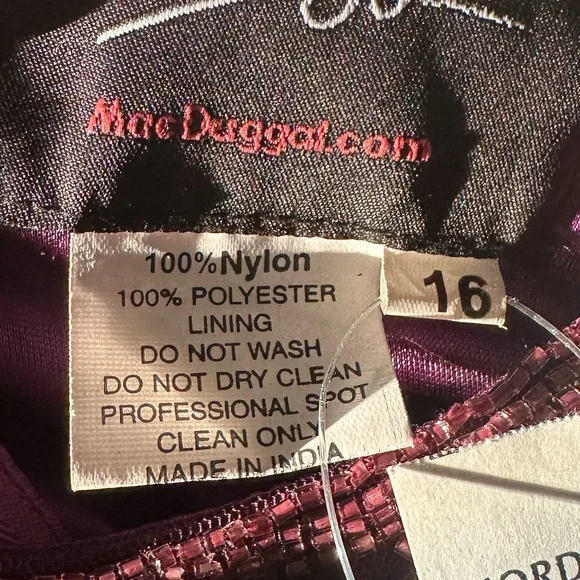 MacDuggal.com
100%Nylon
100% POLYESTER
LINING
DO NOT WASH
DO NOT DRY CLEAN
PROFESSIONAL SPOT
CLEAN ONLY
MADE IN INDIA
16